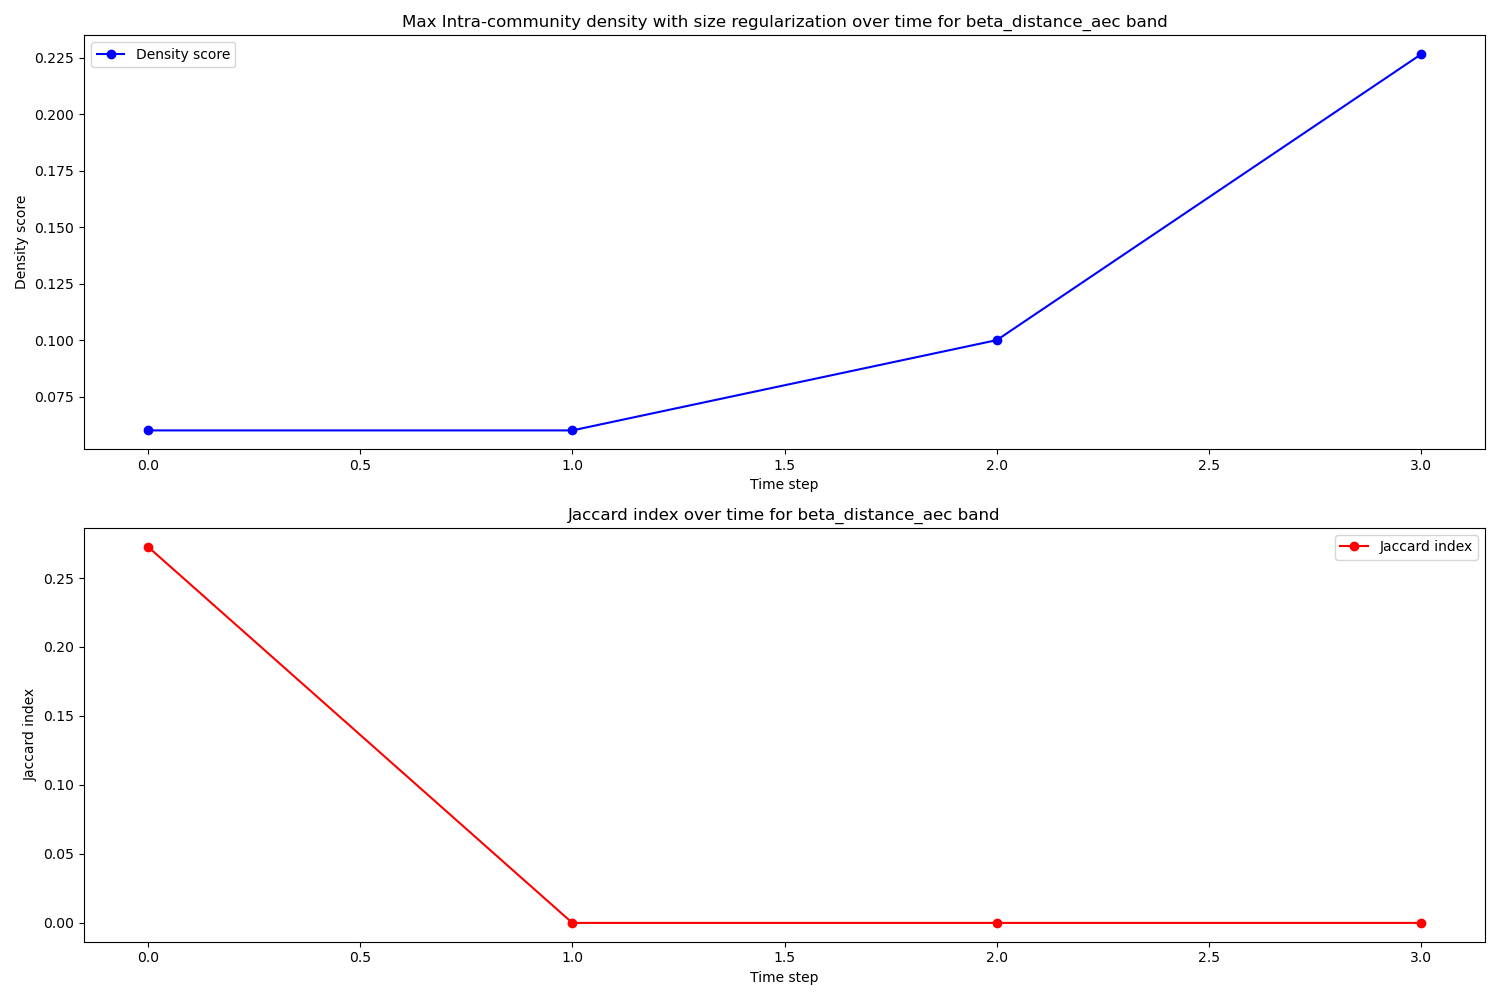 Max Intra-community density with size regularization over time for beta_distance_aec band
Density score
0.225
0.200
0.175
0.150
0.125
0.100
0.075
Density score
0.0 0.5 1.0 1.5 2.0 2.5 3.0
Time step
Jaccard index over time for beta_distance_aec band
Jaccard index
0.25
0.20
0.15
0.10
0.05
0.00
Jaccard index
0.0 0.5 1.0 1.5 2.0 2.5 3.0
Time step